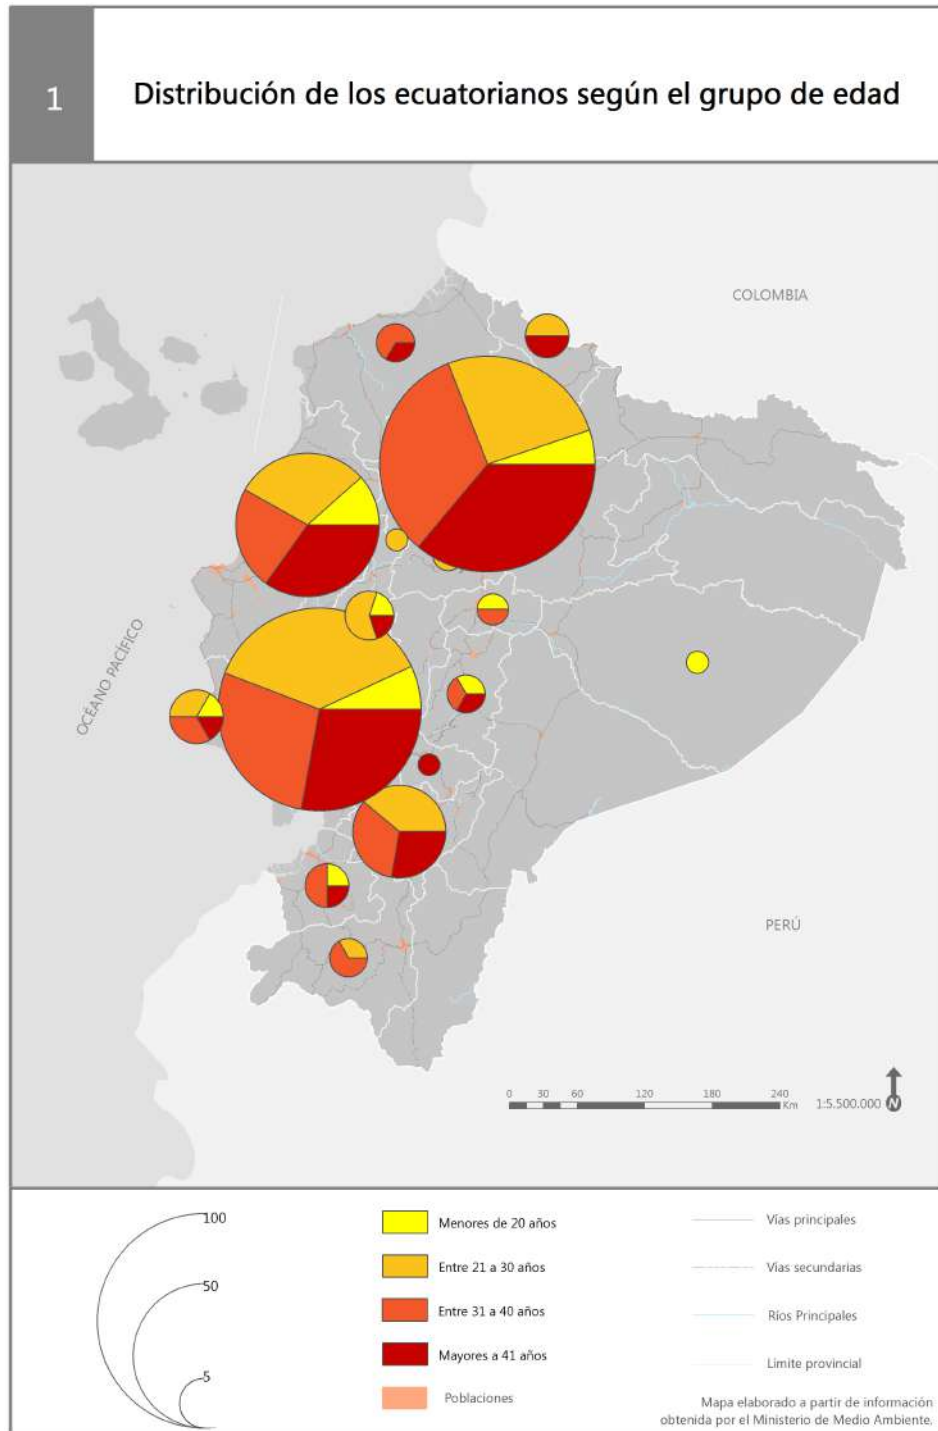 1
Distribución de los ecuatorianos según el grupo de edad
COLOMBIA
OCÉANO PACÍFICO
PERÚ
0 30 60 120 180 240
Km
1:5.500.000
N
100
50
5
Menores de 20 años
Entre 21 a 30 años
Entre 31 a 40 años
Mayores a 41 años
Poblaciones
Vías principales
Vías secundarias
Ríos Principales
Limite provincial
Mapa elaborado a partir de información
obtenida por el Ministerio de Medio Ambiente.